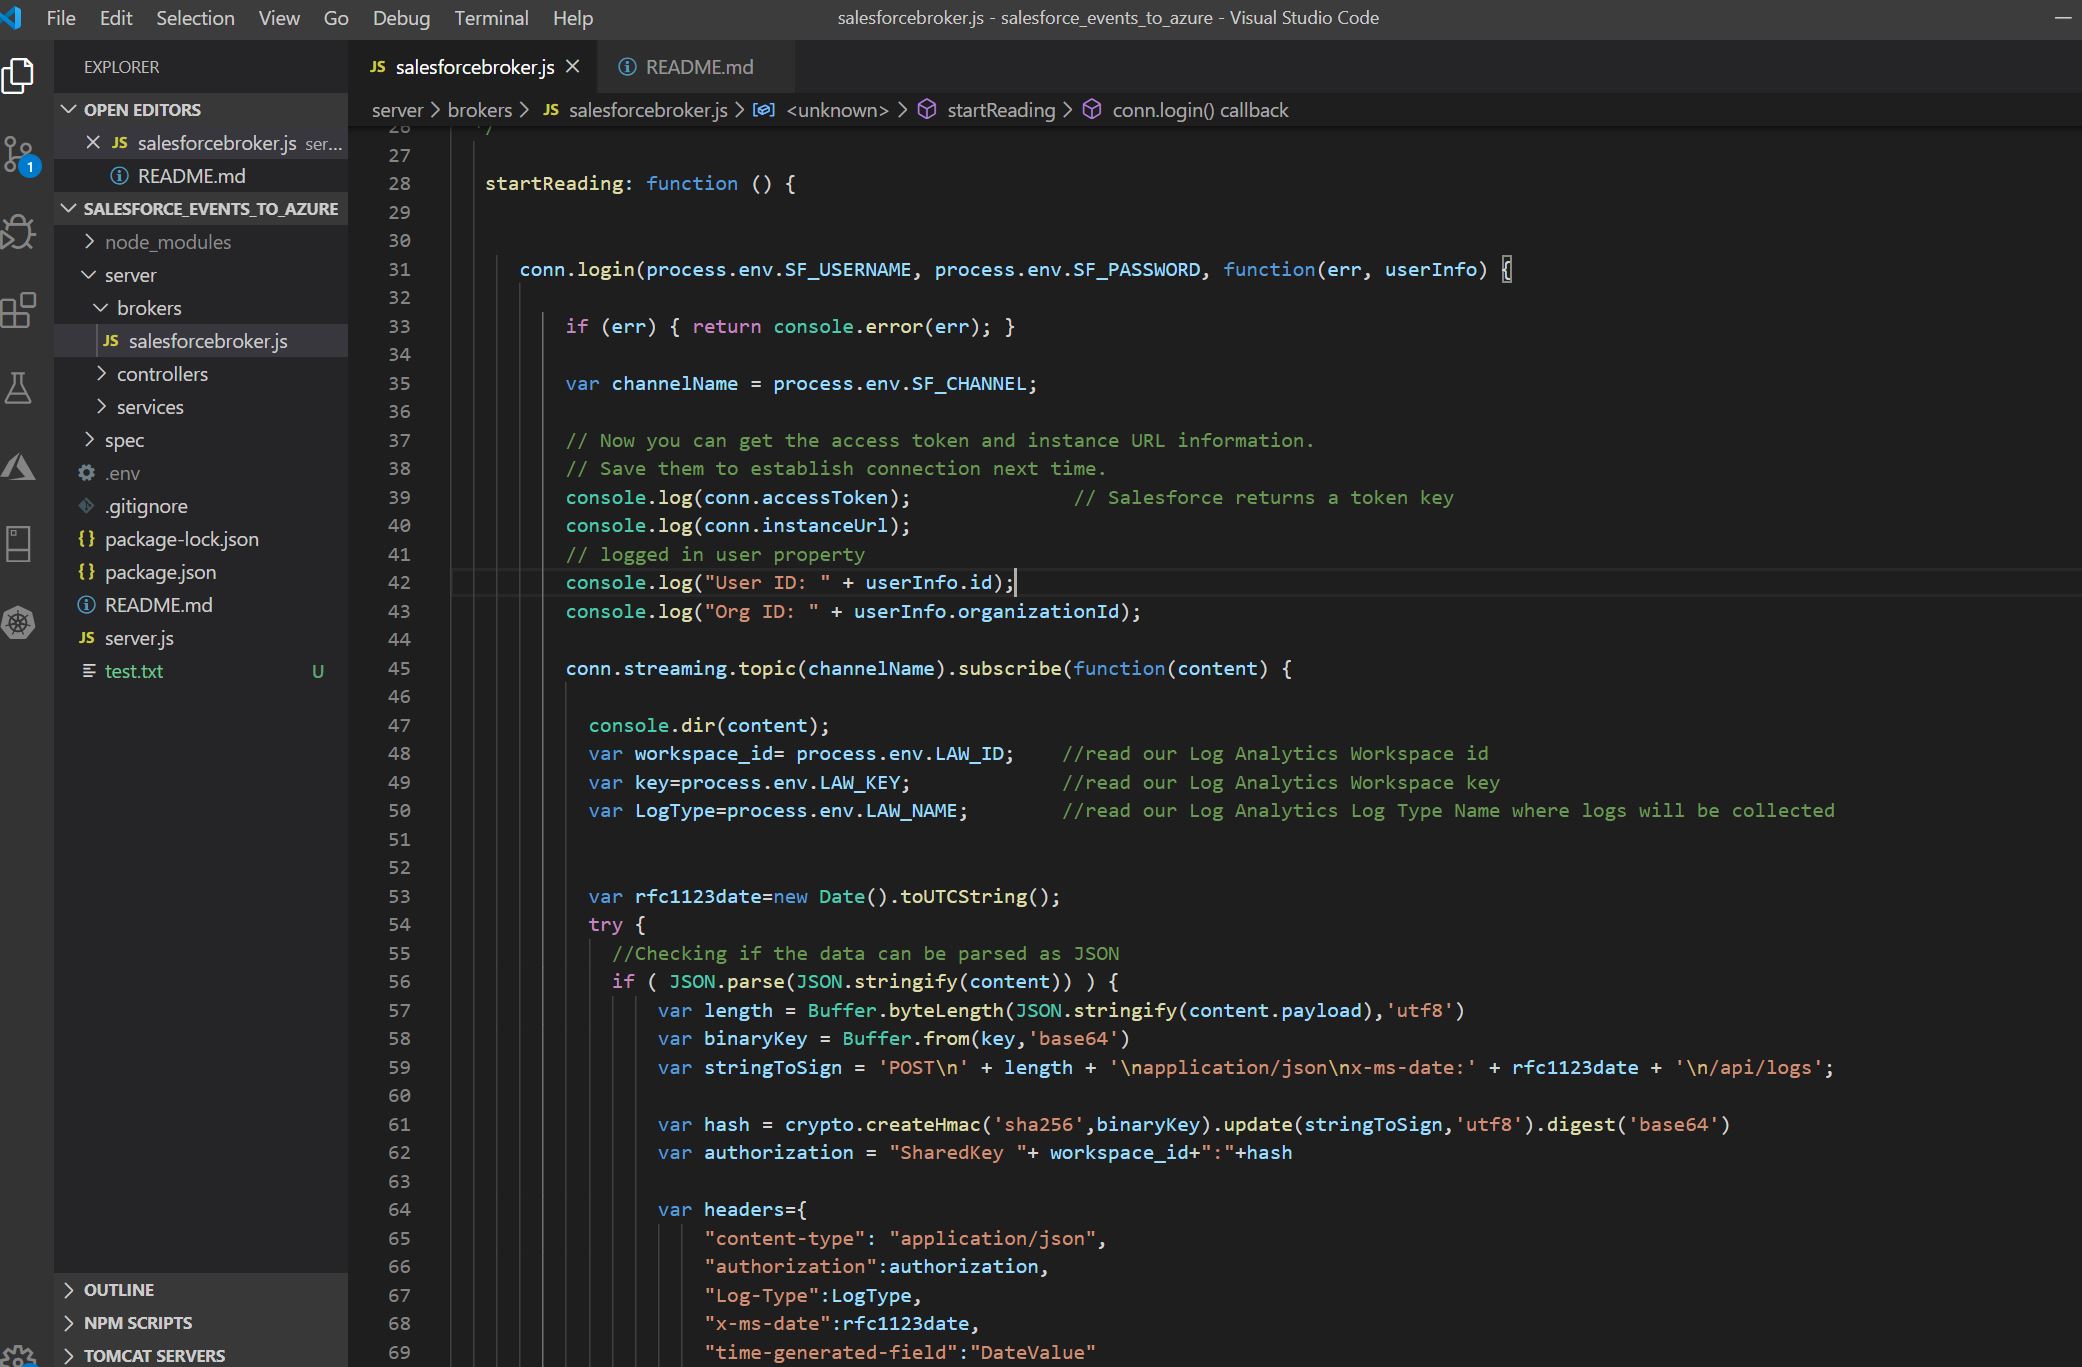 File Edit Selection View Go Debug Terminal Help
salesforcebroker.js - salesforce_events_to_azure - Visual Studio Code
EXPLORER
OPEN EDITORS
JS salesforcebroker.js ser...
README.md
SALESFORCE_EVENTS_TO_AZURE
node_modules
server
brokers
JS salesforcebroker.js
controllers
services
spec
.env
.gitignore
{} package-lock.json
{} package.json
README.md
JS server.js
test.txt U
OUTLINE
NPM SCRIPTS
TOMCAT SERVERS
1
JS salesforcebroker.js
README.md
server > brokers > JS salesforcebroker.js > <unknown> > startReading > conn.login() callback
26 */
27
28 startReading: function () {
29
30
31 conn.login(process.env.SF_USERNAME, process.env.SF_PASSWORD, function(err, userInfo) {
32
33 if (err) { return console.error(err); }
34
35 var channelName = process.env.SF_CHANNEL;
36
37 // Now you can get the access token and instance URL information.
38 // Save them to establish connection next time.
39 console.log(conn.accessToken); // Salesforce returns a token key
40 console.log(conn.instanceUrl);
41 // logged in user property
42 console.log("User ID: " + userInfo.id);
43 console.log("Org ID: " + userInfo.organizationId);
44
45 conn.streaming.topic(channelName).subscribe(function(content) {
46
47 console.dir(content);
48 var workspace_id= process.env.LAW_ID; //read our Log Analytics Workspace id
49 var key=process.env.LAW_KEY; //read our Log Analytics Workspace key
50 var LogType=process.env.LAW_NAME; //read our Log Analytics Log Type Name where logs will be collected
51
52
53 var rfc1123date=new Date().toUTCString();
54 try {
55 //Checking if the data can be parsed as JSON
56 if ( JSON.parse(JSON.stringify(content)) ) {
57 var length = Buffer.byteLength(JSON.stringify(content.payload),'utf8')
58 var binaryKey = Buffer.from(key,'base64')
59 var stringToSign = 'POST\n' + length + '\napplication/json\nx-ms-date:' + rfc1123date + '\n/api/logs';
60
61 var hash = crypto.createHmac('sha256',binaryKey).update(stringToSign,'utf8').digest('base64')
62 var authorization = "SharedKey "+ workspace_id+":"+hash
63
64 var headers={
65 "content-type": "application/json",
66 "authorization":authorization,
67 "Log-Type":LogType,
68 "x-ms-date":rfc1123date,
69 "time-generated-field":"DateValue"